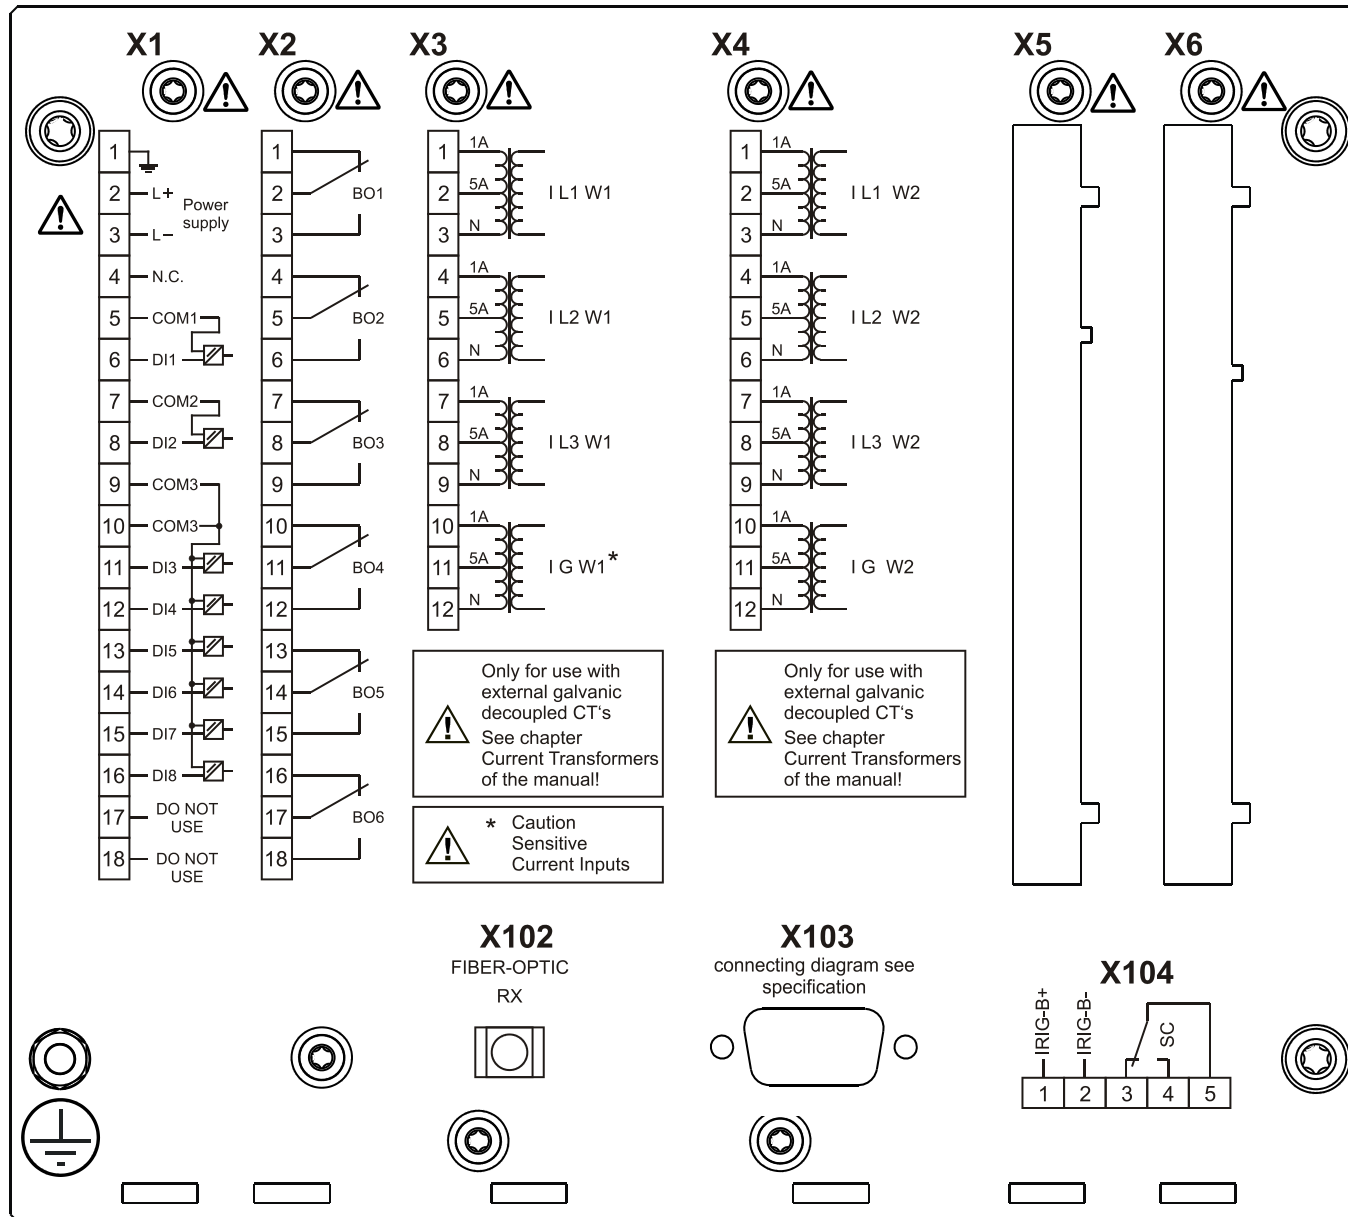 X1
X2
X3
X4
X5
X6
1
2 L+ Power
supply
3 L-
4 N.C.
5 COM1
6 DI1
7 COM2
8 DI2
9 COM3
10 COM3
11 DI3
12 DI4
13 DI5
14 DI6
15 DI7
16 DI8
17 DO NOT
USE
18 DO NOT
USE
1
2 BO1
3
4
5 BO2
6
7
8 BO3
9
10
11 BO4
12
13
14 BO5
15
16
17 BO6
18
1 1A
2 5A I L1 W1
3 N
4 1A
5 5A I L2 W1
6 N
7 1A
8 5A I L3 W1
9 N
10 1A
11 5A I G W1*
12 N
Only for use with
external galvanic
decoupled CT's
See chapter
Current Transformers
of the manual!
* Caution
Sensitive
Current Inputs
1 1A
2 5A I L1 W2
3 N
4 1A
5 5A I L2 W2
6 N
7 1A
8 5A I L3 W2
9 N
10 1A
11 5A I G W2
12 N
Only for use with
external galvanic
decoupled CT's
See chapter
Current Transformers
of the manual!
X102
FIBER-OPTIC
RX
X103
connecting diagram see
specification
X104
IRIG-B+
IRIG-B-
SC
1 2 3 4 5